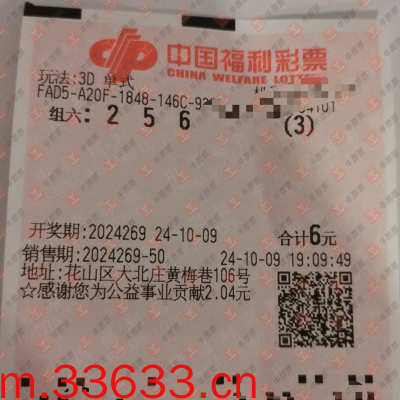 中国福利彩票
CHINA WELFARE LOTT
玩法:3D 单式
FAD5-A20F-1848-146C-9
组六: 2 5 6 (3)
开奖期:2024269 24-10-09 合计6元
销售期:2024269-50 24-10-09 19:09:49
地址:花山区大北庄黄梅巷106号
☆感谢您为公益事业贡献2.04元
m.33633.cn